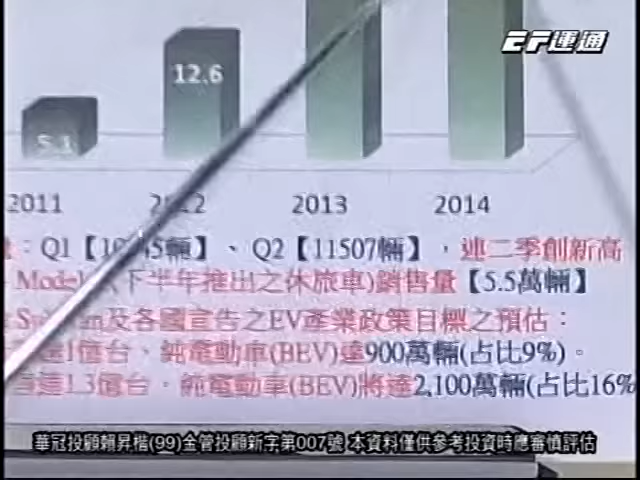 EF運通
12.6
5.1
2011 2012 2013 2014
：Q1【10 45輛】、Q2【11507輛】，連二季創新高
Model 下半年推出之休旅車)銷售量【5.5萬輛】
及各國宣告之EV產業政策目標之預估：
達1億台、純電動車(BEV)達900萬輛(占比9%)。
達1.3億台，純電動車(BEV)將達2,100萬輛(占比16%
華冠投顧賴昇楷(99)金管投顧新字第007號 本資料僅供參考投資時應審慎評估